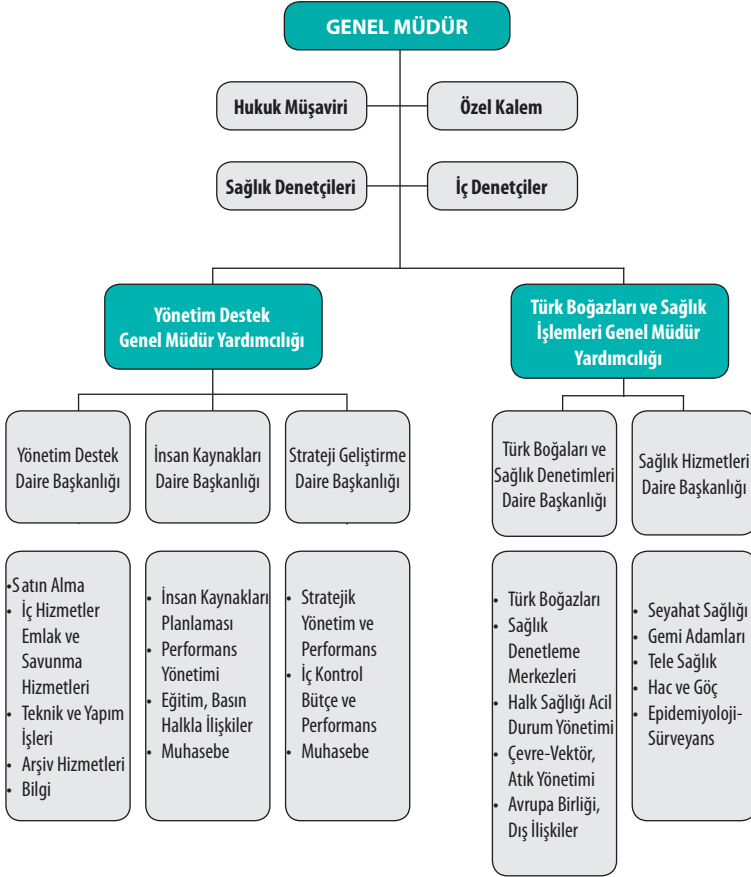 GENEL MÜDÜR
Hukuk Müşaviri
Özel Kalem
Sağlık Denetçileri
İç Denetçiler
Yönetim Destek
Genel Müdür Yardımcılığı
Türk Boğazları ve Sağlık
İşlemleri Genel Müdür
Yardımcılığı
Yönetim Destek
Daire Başkanlığı
İnsan Kaynakları
Daire Başkanlığı
Strateji Geliştirme
Daire Başkanlığı
Türk Boğaları ve
Sağlık Denetimleri
Daire Başkanlığı
Sağlık Hizmetleri
Daire Başkanlığı
•Satın Alma
• İç Hizmetler
Emlak ve
Savunma
Hizmetleri
• Teknik ve Yapım
İşleri
• Arşiv Hizmetleri
• Bilgi
• İnsan Kaynakları
Planlaması
• Performans
Yönetimi
• Eğitim, Basın
Halkla İlişkiler
• Muhasebe
• Stratejik
Yönetim ve
Performans
• İç Kontrol
Bütçe ve
Performans
• Muhasebe
• Türk Boğazları
• Sağlık
Denetleme
Merkezleri
• Halk Sağlığı Acil
Durum Yönetimi
• Çevre-Vektör,
Atık Yönetimi
• Avrupa Birliği,
Dış İlişkiler
• Seyahat Sağlığı
• Gemi Adamları
• Tele Sağlık
• Hac ve Göç
• Epidemiyoloji-
Sürveyans